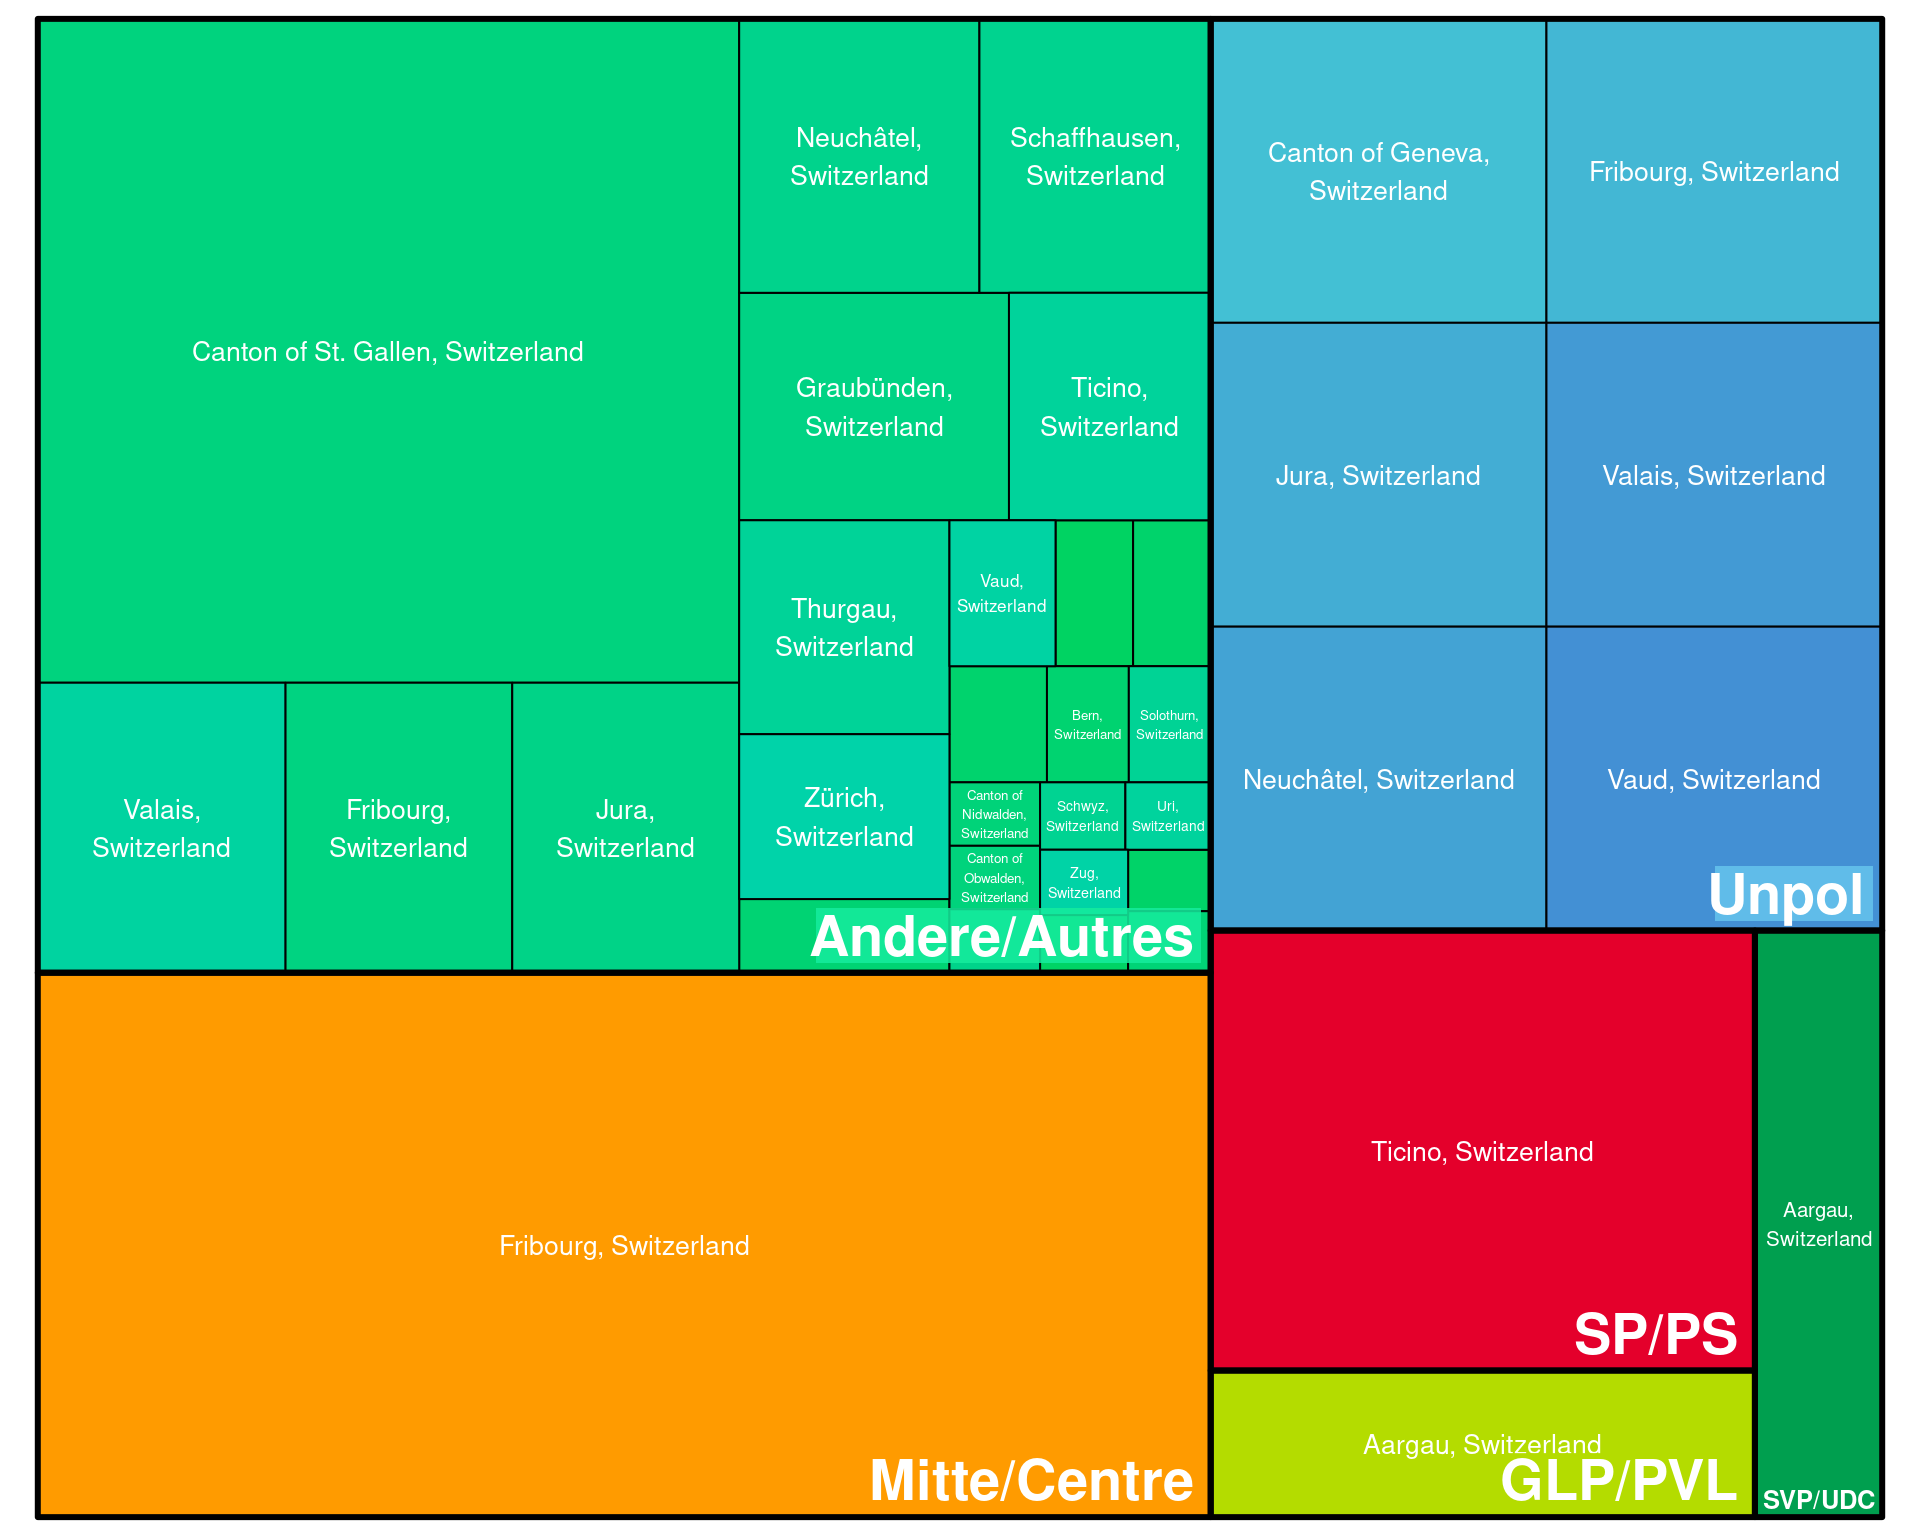 Canton of St. Gallen, Switzerland
Valais,
Switzerland
Fribourg,
Switzerland
Jura,
Switzerland
Neuchâtel,
Switzerland
Schaffhausen,
Switzerland
Graubünden,
Switzerland
Ticino,
Switzerland
Thurgau,
Switzerland
Vaud,
Switzerland
Bern,
Switzerland
Solothurn,
Switzerland
Zürich,
Switzerland
Canton of
Nidwalden,
Switzerland
Schwyz,
Switzerland
Uri,
Switzerland
Canton of
Obwalden,
Switzerland
Zug,
Switzerland
Andere/Autres
Canton of Geneva,
Switzerland
Fribourg, Switzerland
Jura, Switzerland
Valais, Switzerland
Neuchâtel, Switzerland
Vaud, Switzerland
Unpol
Fribourg, Switzerland
Mitte/Centre
Ticino, Switzerland
SP/PS
Aargau, Switzerland
GLP/PVL
Aargau,
Switzerland
SVP/UDC